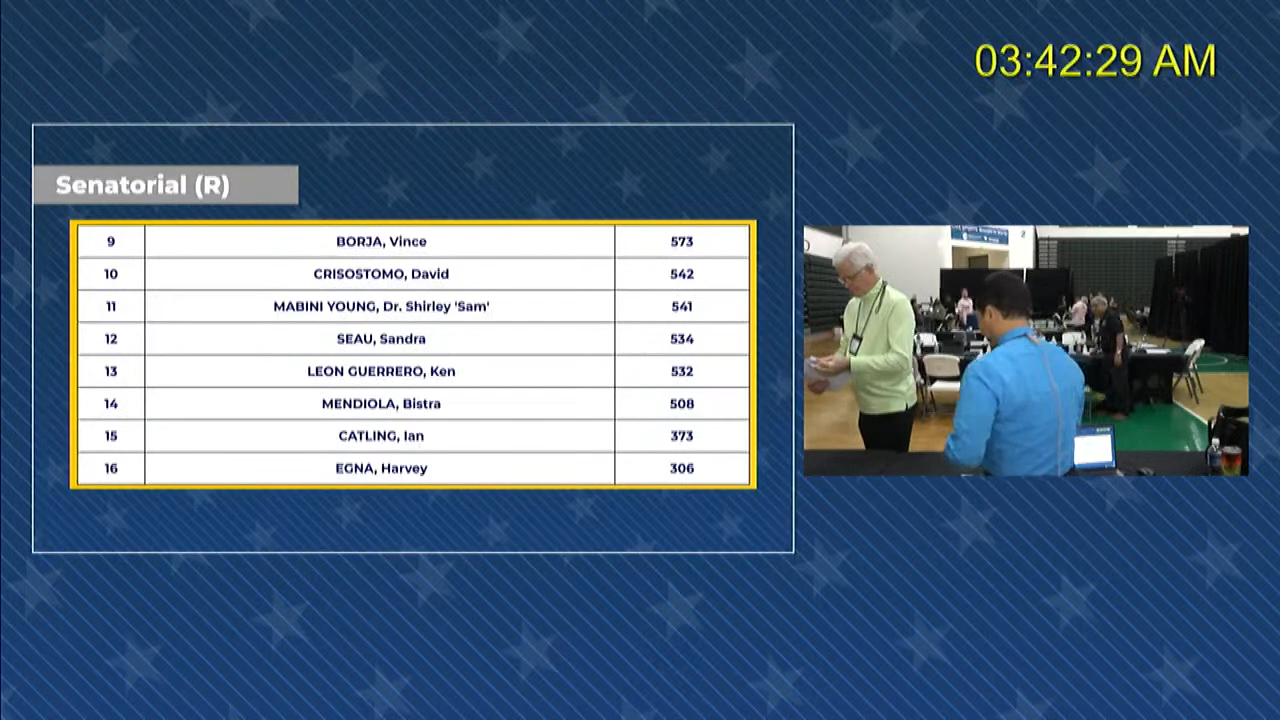 03:42:29 AM
Senatorial (R)
9 BORJA, Vince 573
10 CRISOSTOMO, David 542
11 MABINI YOUNG, Dr. Shirley 'Sam' 541
12 SEAU, Sandra 534
13 LEON GUERRERO, Ken 532
14 MENDIOLA, Bistra 508
15 CATLING, Ian 373
16 EGNA, Harvey 306